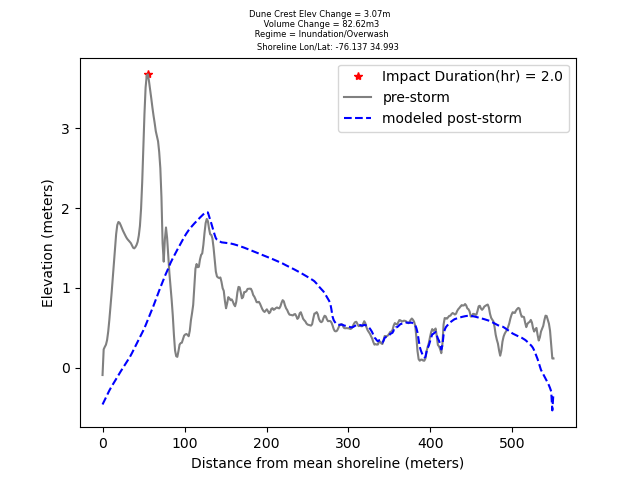 Dune Crest Elev Change = 3.07m
Volume Change = 82.62m3
Regime = Inundation/Overwash
Shoreline Lon/Lat: -76.137 34.993
Impact Duration(hr) = 2.0
pre-storm
modeled post-storm
3
2
1
0
Elevation (meters)
0 100 200 300 400 500
Distance from mean shoreline (meters)